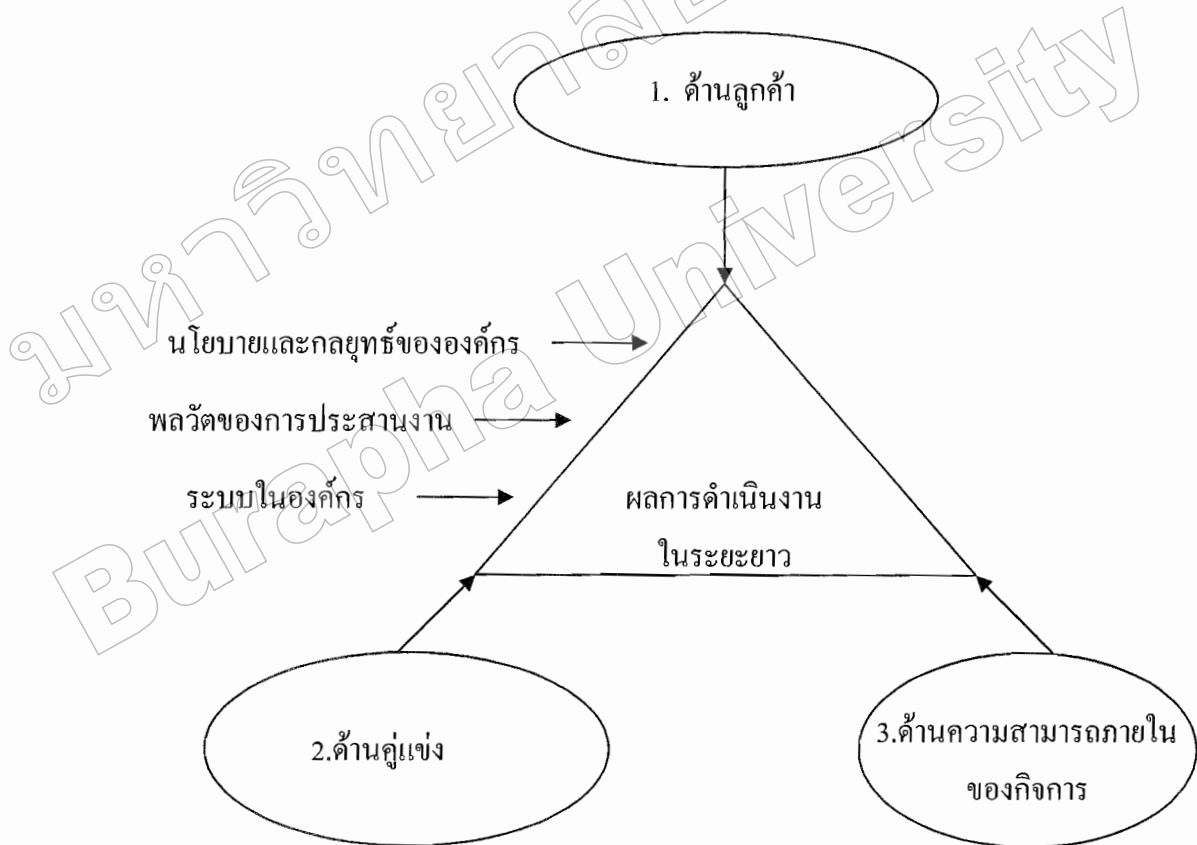 1. ด้านลูกค้า
นโยบายและกลยุทธ์ขององค์กร
พลวัตของการประสานงาน
ระบบในองค์กร
ผลการดำเนินงาน
ในระยะยาว
2.ด้านคู่แข่ง
3.ด้านความสามารถภายใน
ของกิจการ
มหาวิทยาลัย
Burapha University